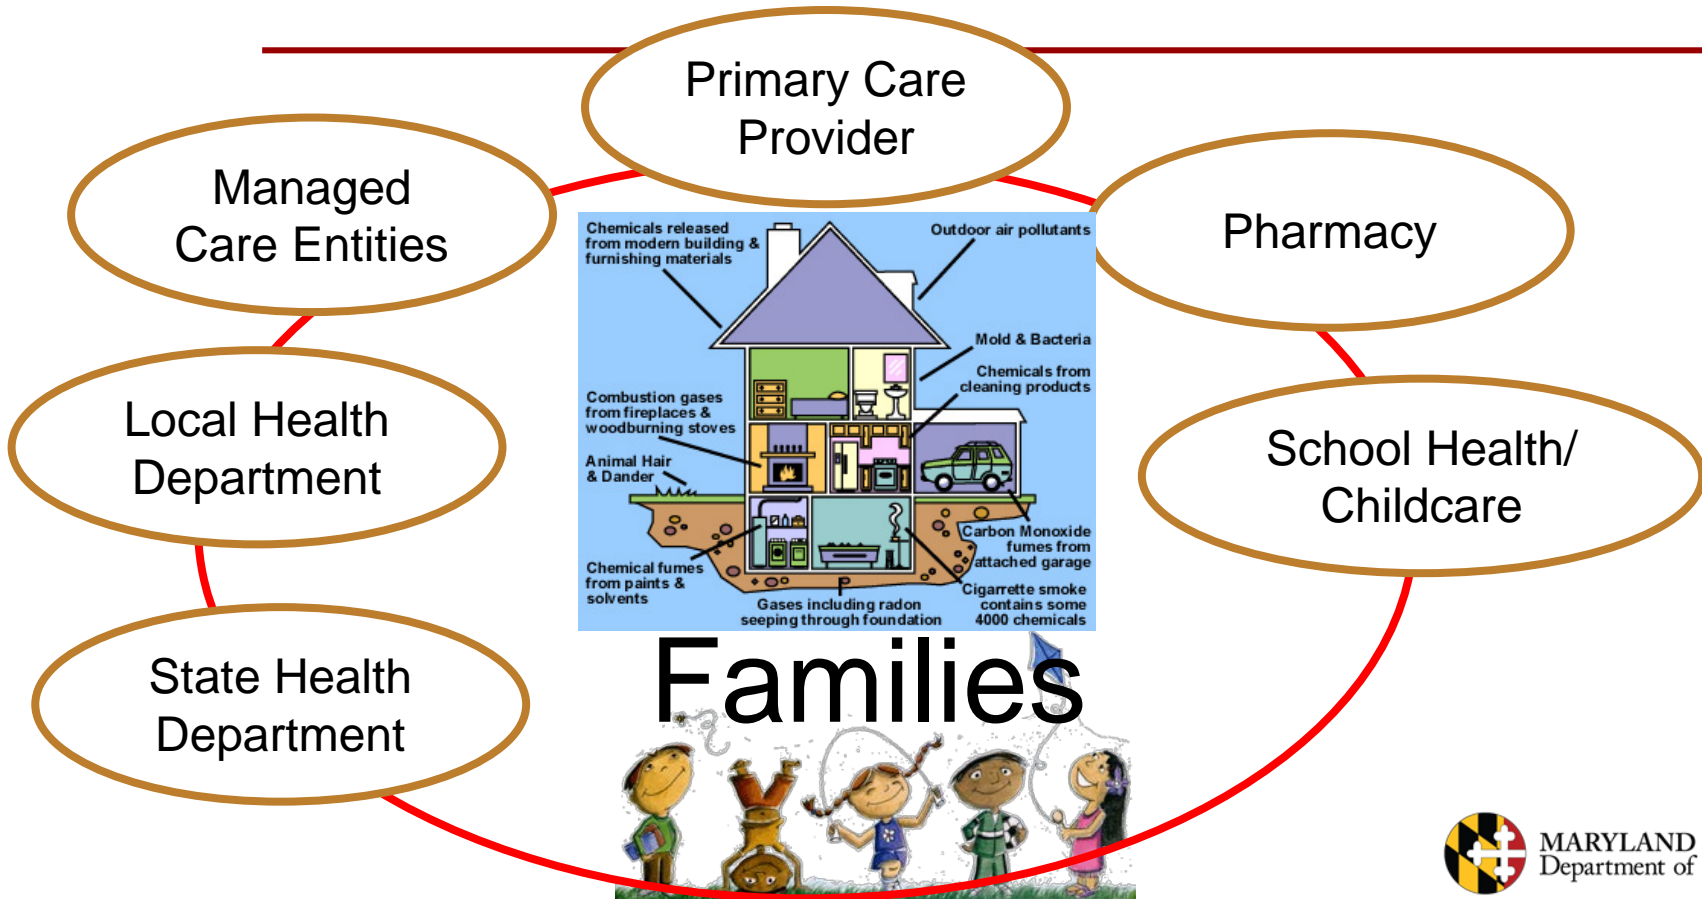 Primary Care
Provider
Managed
Care Entities
Pharmacy
Local Health
Department
School Health/
Childcare
State Health
Department
Chemicals released
from modern building &
furnishing materials
Outdoor air pollutants
Mold & Bacteria
Chemicals from
cleaning products
Combustion gases
from fireplaces &
woodburning stoves
Animal Hair
& Dander
Carbon Monoxide
fumes from
attached garage
Chemical fumes
from paints &
solvents
Gases including radon
seeping through foundation
Cigarrette smoke
contains some
4000 chemicals
Families
MARYLAND
Department of